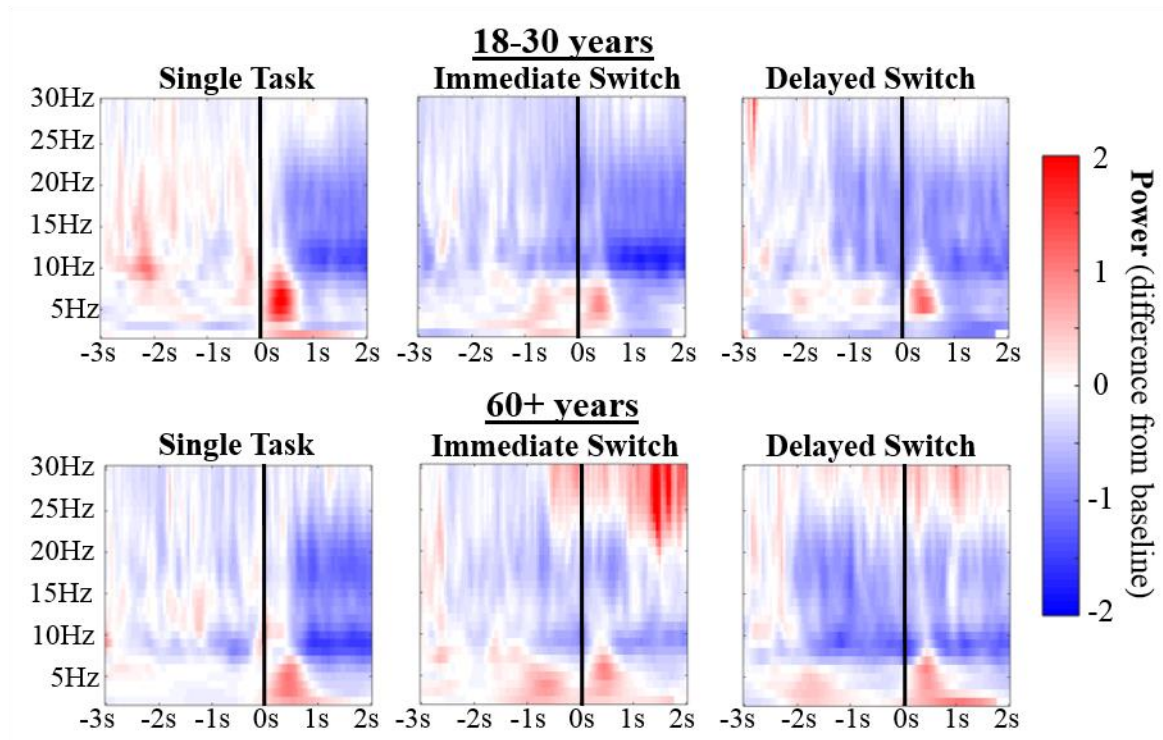 18-30 years
Single Task
Immediate Switch
Delayed Switch
30Hz
25Hz
20Hz
15Hz
10Hz
5Hz
-3s -2s -1s 0s 1s 2s
-3s -2s -1s 0s 1s 2s
-3s -2s -1s 0s 1s 2s
60+ years
Single Task
Immediate Switch
Delayed Switch
30Hz
25Hz
20Hz
15Hz
10Hz
5Hz
-3s -2s -1s 0s 1s 2s
-3s -2s -1s 0s 1s 2s
-3s -2s -1s 0s 1s 2s
2
1
0
-1
-2
Power (difference from baseline)